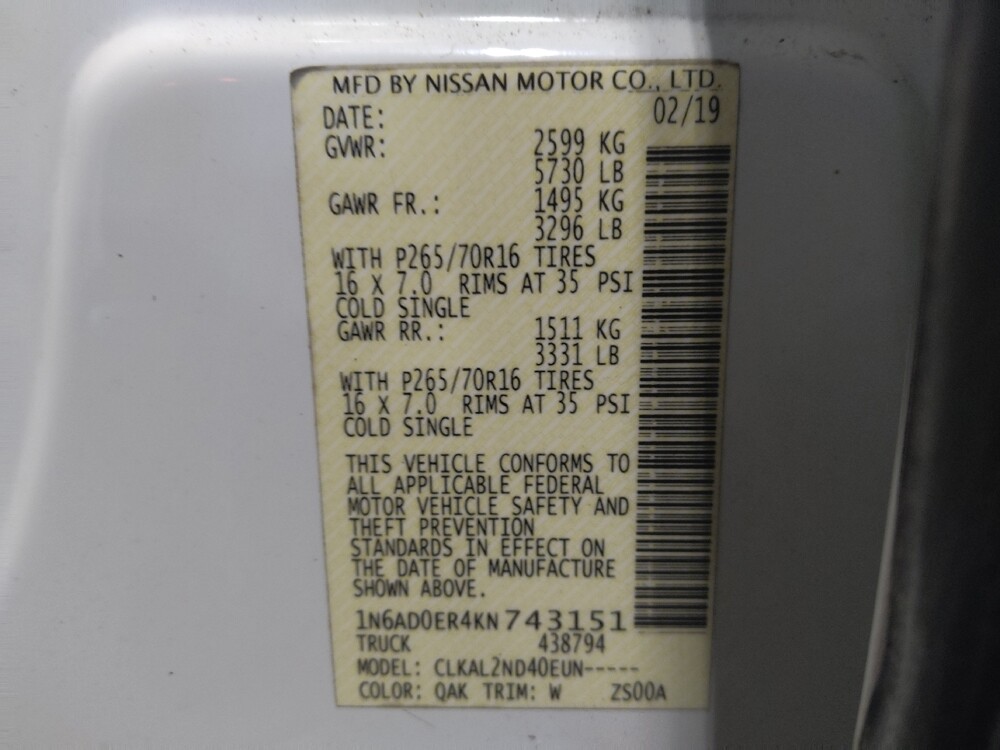 MFD BY NISSAN MOTOR CO., LTD.
DATE: 02/19
GVWR: 2599 KG
5730 LB
GAWR FR.: 1495 KG
3296 LB
WITH P265/70R16 TIRES
16 X 7.0 RIMS AT 35 PSI
COLD SINGLE
GAWR RR.: 1511 KG
3331 LB
WITH P265/70R16 TIRES
16 X 7.0 RIMS AT 35 PSI
COLD SINGLE
THIS VEHICLE CONFORMS TO
ALL APPLICABLE FEDERAL
MOTOR VEHICLE SAFETY AND
THEFT PREVENTION
STANDARDS IN EFFECT ON
THE DATE OF MANUFACTURE
SHOWN ABOVE.
1N6AD0ER4KN743151
TRUCK 438794
MODEL: CLKAL2ND40EUN-----
COLOR: QAK TRIM: W ZS00A